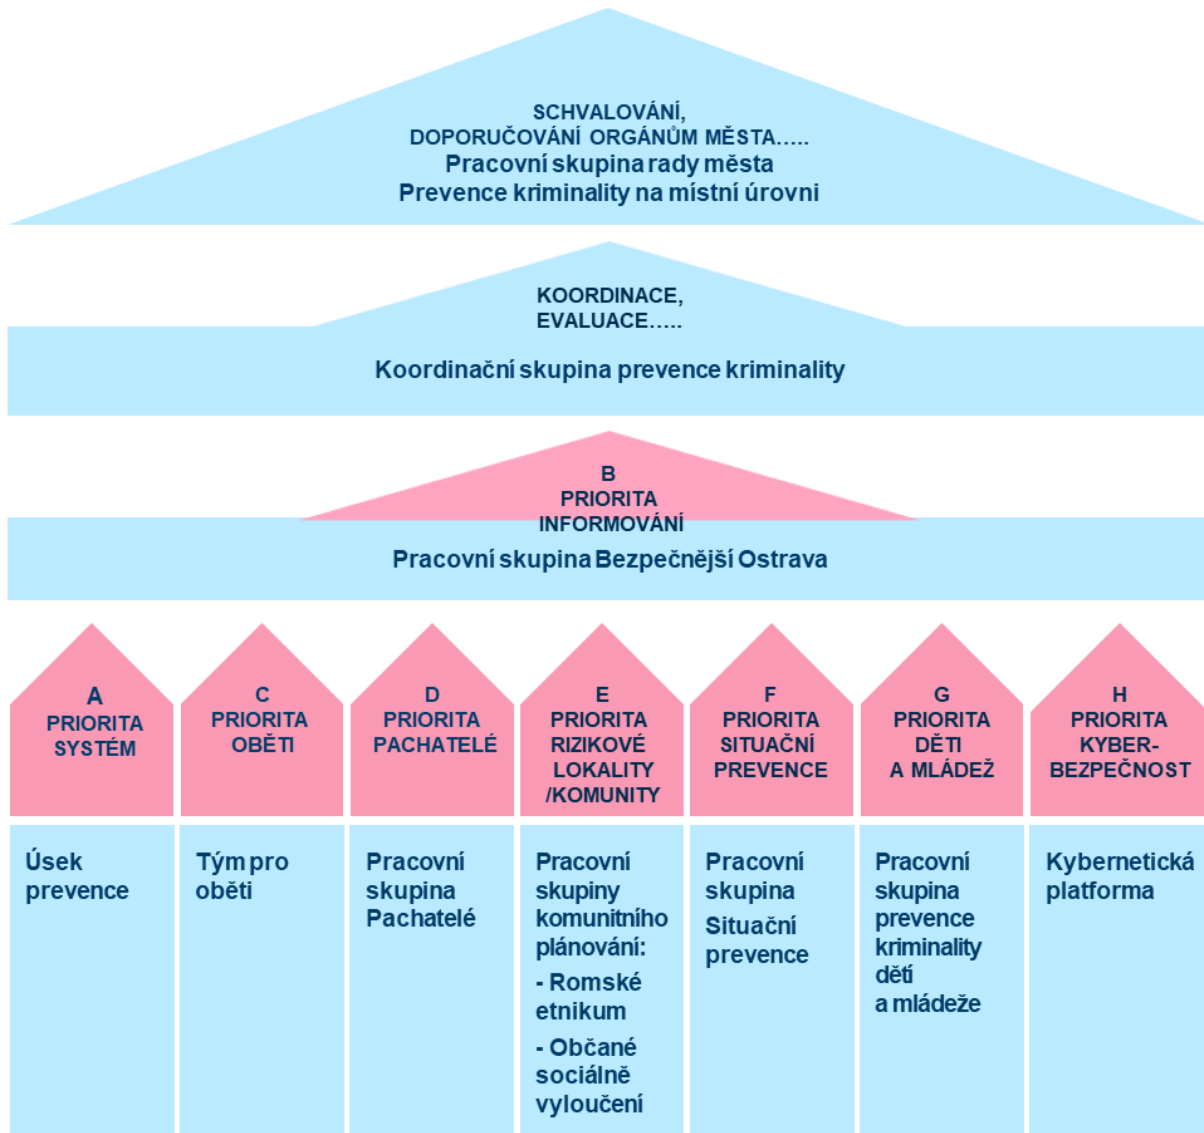 SCHVALOVÁNÍ,
DOPORUČOVÁNÍ ORGÁNŮM MĚSTA.....
Pracovní skupina rady města
Prevence kriminality na místní úrovni
KOORDINACE,
EVALUACE.....
Koordinační skupina prevence kriminality
B
PRIORITA
INFORMOVÁNÍ
Pracovní skupina Bezpečnější Ostrava
A
PRIORITA
SYSTÉM
C
PRIORITA
OBĚTI
D
PRIORITA
PACHATELÉ
E
PRIORITA
RIZIKOVÉ
LOKALITY
/KOMUNITY
F
PRIORITA
SITUAČNÍ
PREVENCE
G
PRIORITA
DĚTI
A MLÁDEŽ
H
PRIORITA
KYBER-
BEZPEČNOST
Úsek
prevence
Tým pro
oběti
Pracovní
skupina
Pachatelé
Pracovní
skupiny
komunitního
plánování:
- Romské
etnikum
- Občané
sociálně
vyloučení
Pracovní
skupina
Situační
prevence
Pracovní
skupina
prevence
kriminality
dětí
a mládeže
Kybernetická
platforma